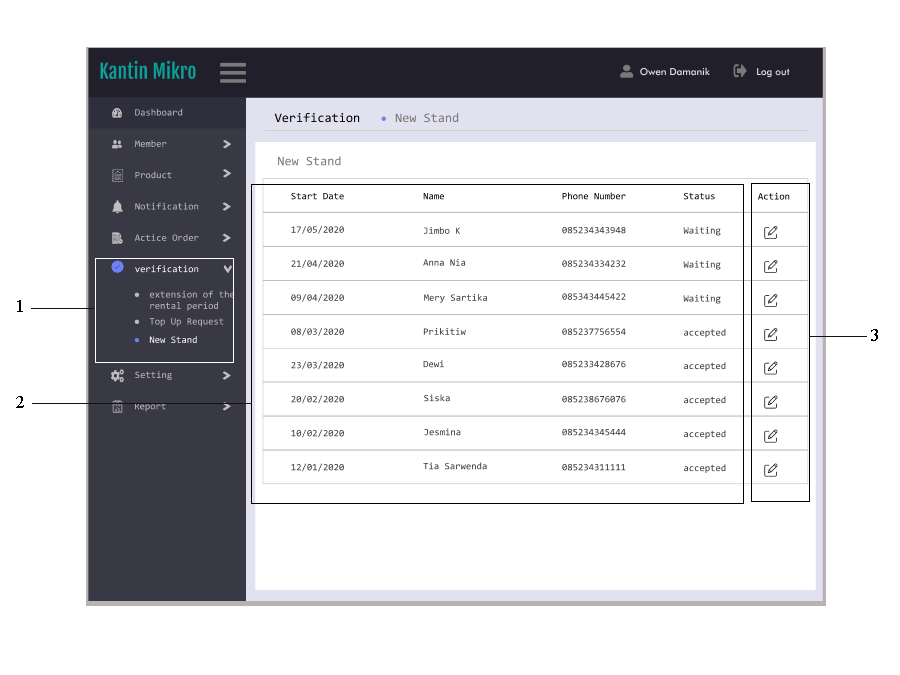 Kantin Mikro
Owen Damanik
Log out
Dashboard
Member
Product
Notification
Actice Order
verification
extension of the
rental period
Top Up Request
New Stand
Setting
Report
Verification • New Stand
New Stand
Start Date Name Phone Number Status Action
17/05/2020 Jimbo K 085234343948 Waiting
21/04/2020 Anna Nia 085234334232 Waiting
09/04/2020 Mery Sartika 085343445422 Waiting
08/03/2020 Prikitiw 085237756554 accepted
23/03/2020 Dewi 085233428676 accepted
20/02/2020 Siska 085238676076 accepted
10/02/2020 Jesmina 085234345444 accepted
12/01/2020 Tia Sarwenda 085234311111 accepted
1
2
3